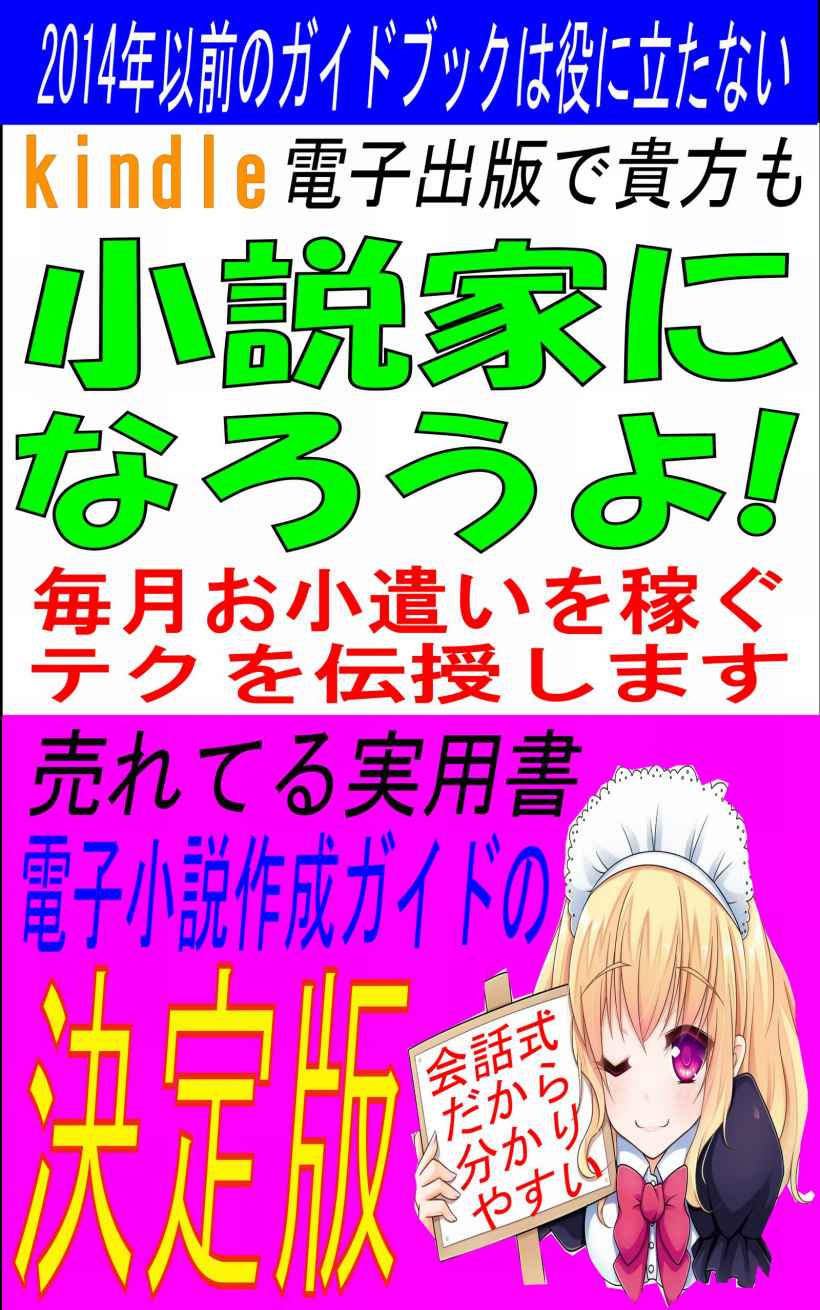 2014年以前のガイドブックは役に立たない
kindle電子出版で貴方も
小説家に
なろうよ!
毎月お小遣いを稼ぐ
テクを伝授します
売れてる実用書
電子小説作成ガイドの
決定版
会話式
だから
分かり
やすい